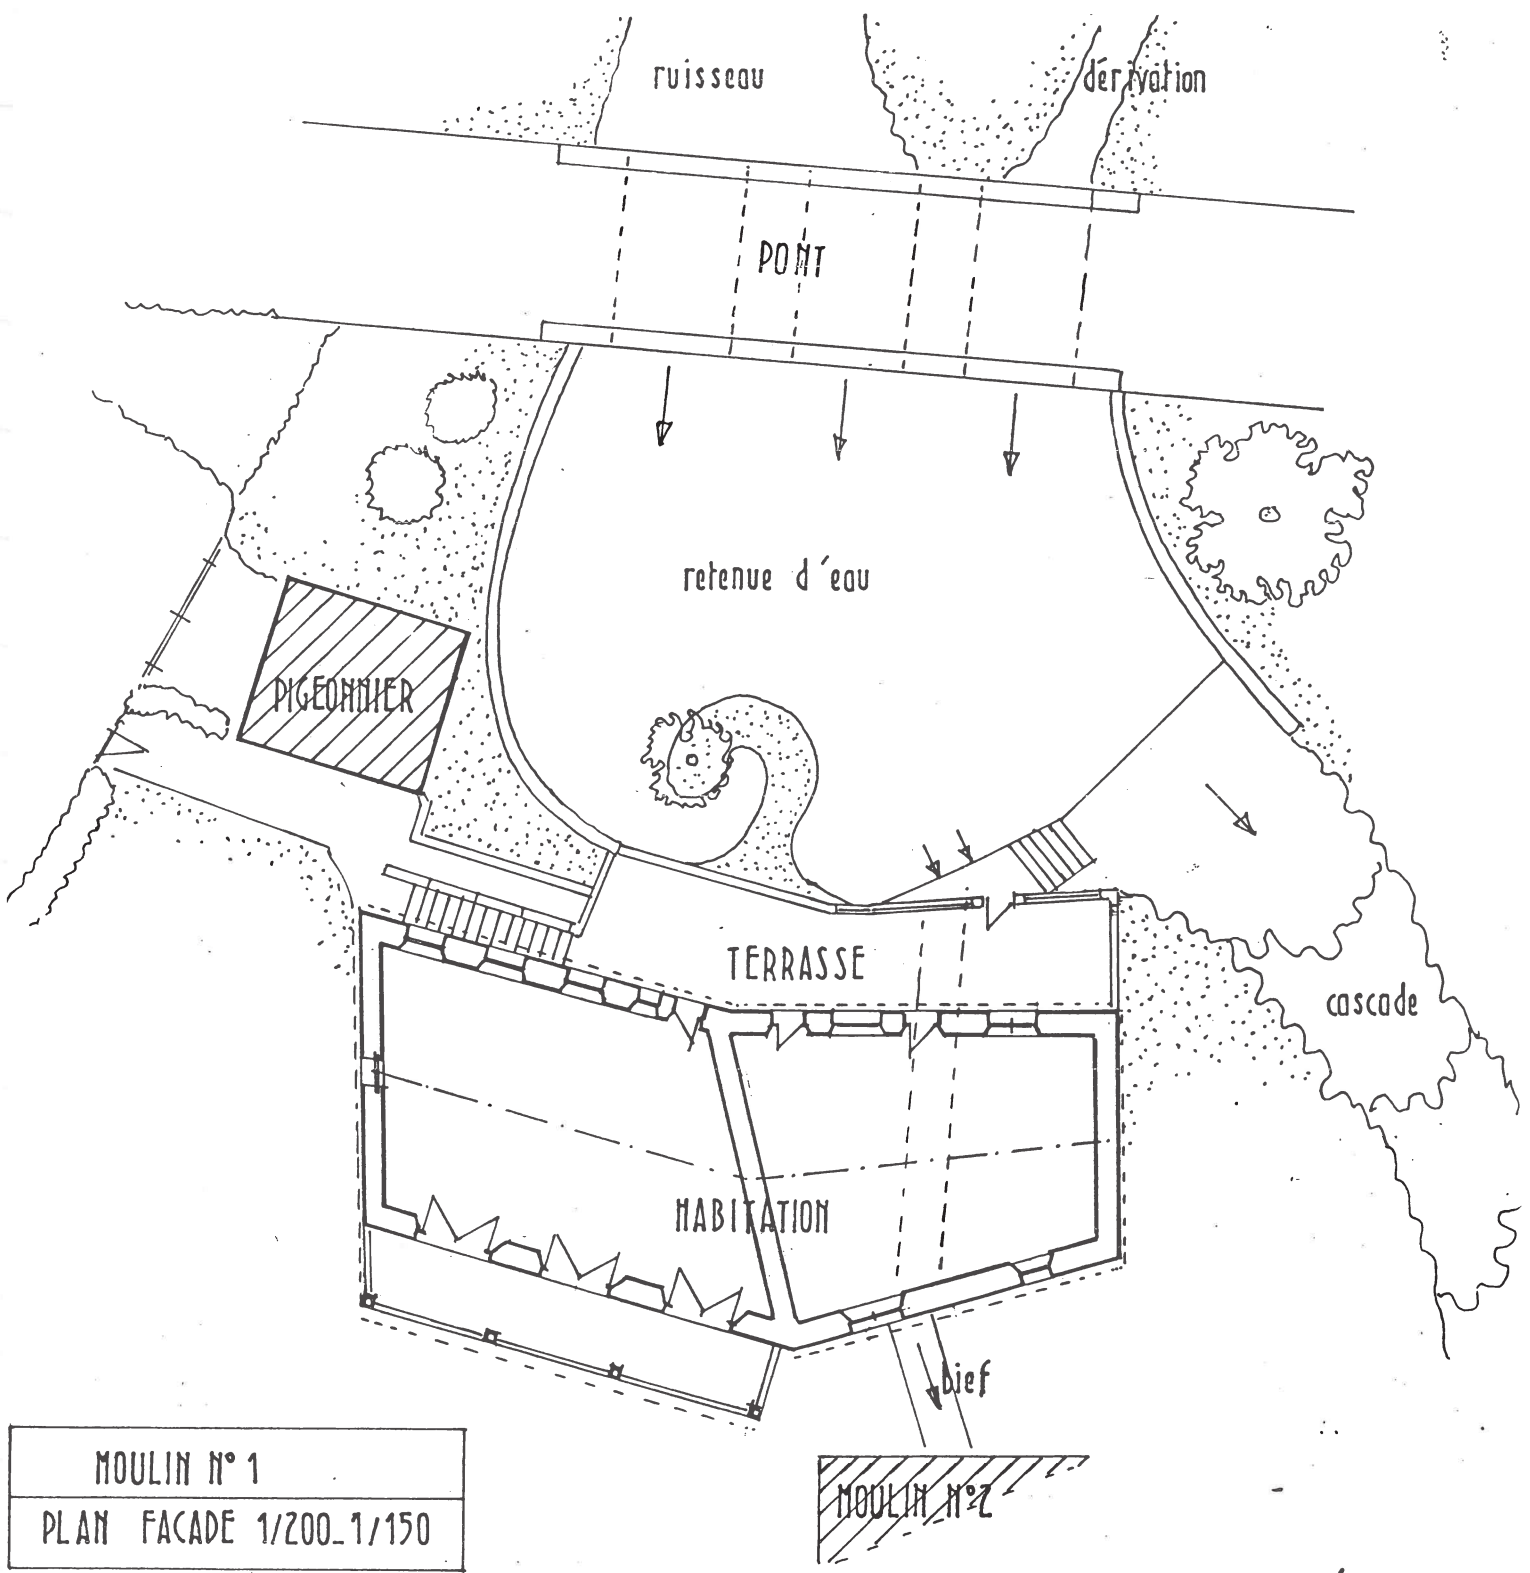 ruisseau
dérivation
PONT
retenue d'eau
PIGEONNIER
TERRASSE
cascade
HABITATION
bief
MOULIN N° 1
PLAN FACADE 1/200_1/150
MOULIN N°2